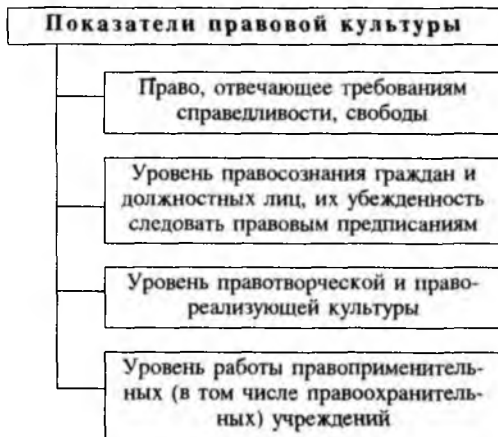 Показатели правовой культуры
Право, отвечающее требованиям
справедливости, свободы
Уровень правосознания граждан и
должностных лиц, их убежденность
следовать правовым предписаниям
Уровень правотворческой и право-
реализующей культуры
Уровень работы правоприменитель-
ных (в том числе правоохранитель-
ных) учреждений